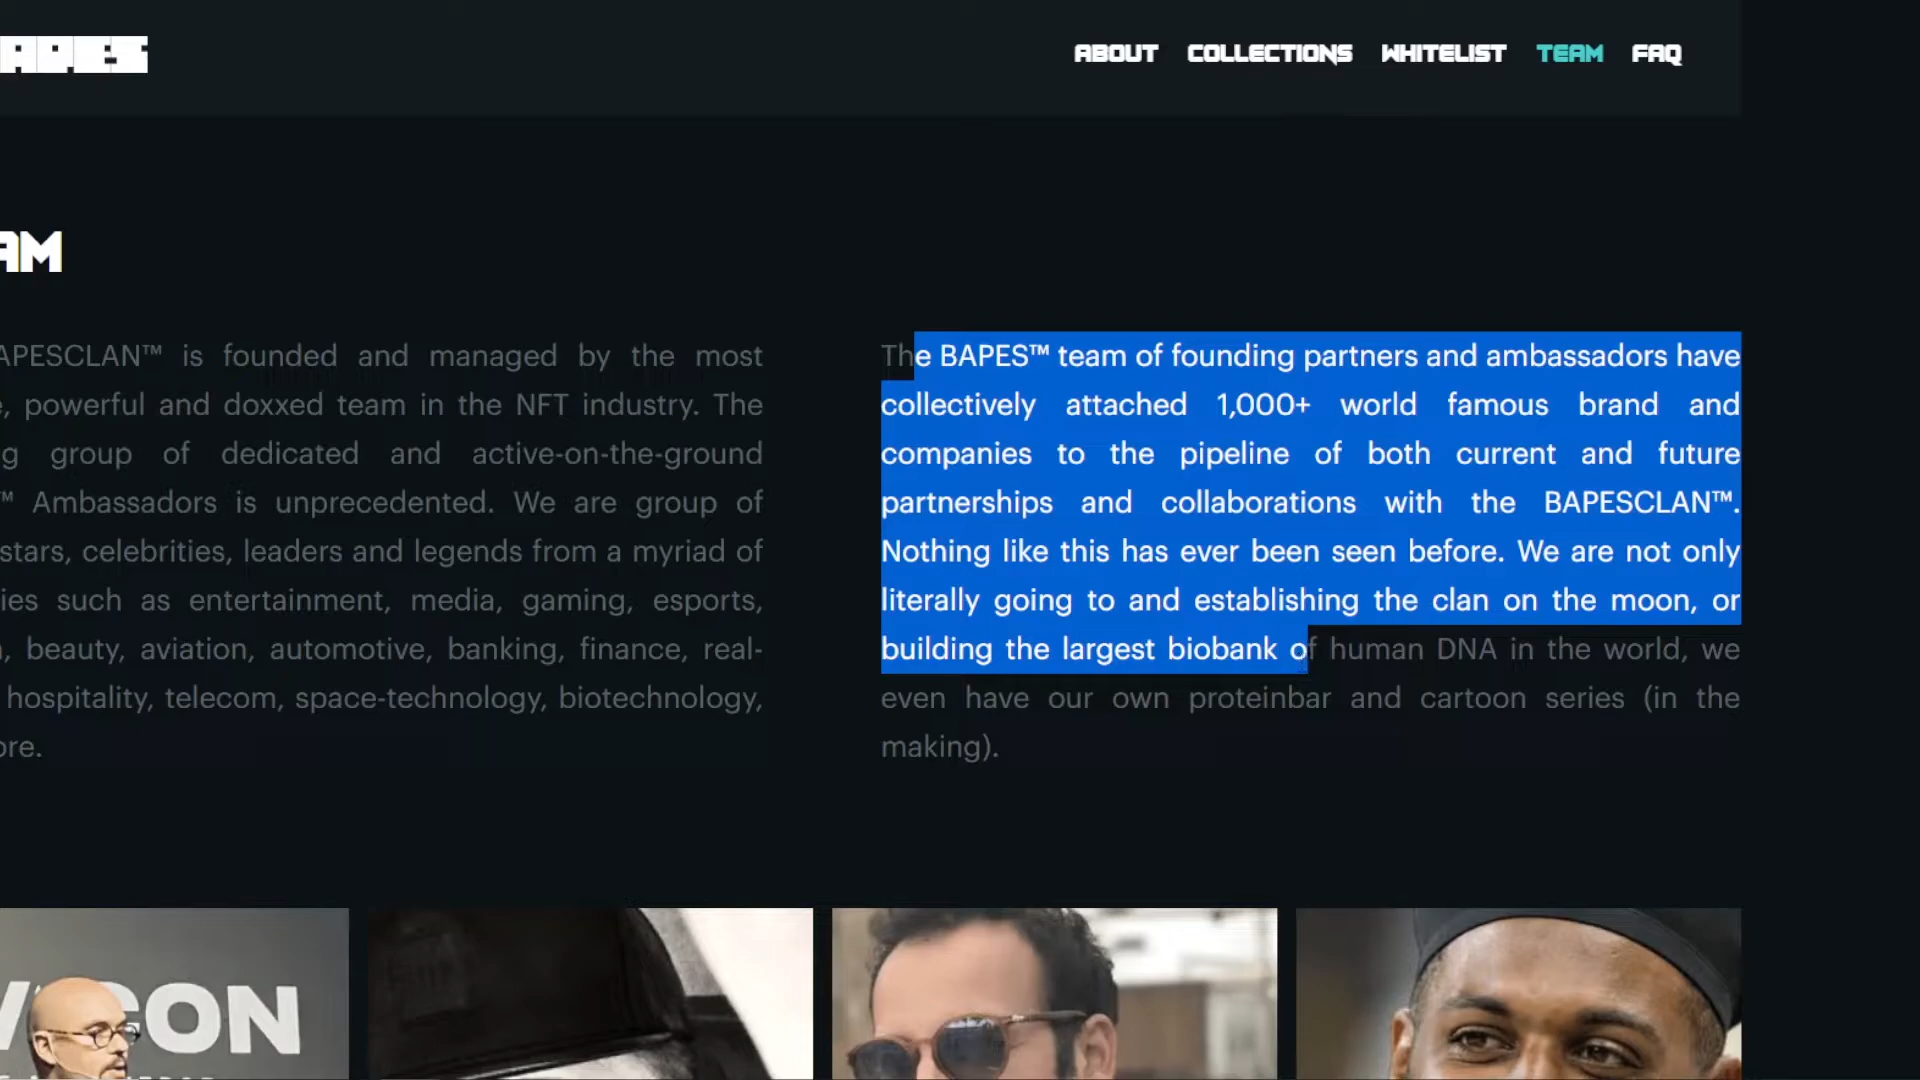 APES
ABOUT COLLECTIONS WHITELIST TEAM FAQ
AM
APESCLAN™ is founded and managed by the most
, powerful and doxxed team in the NFT industry. The
g group of dedicated and active-on-the-ground
™ Ambassadors is unprecedented. We are group of
stars, celebrities, leaders and legends from a myriad of
ies such as entertainment, media, gaming, esports,
, beauty, aviation, automotive, banking, finance, real-
hospitality, telecom, space-technology, biotechnology,
ore.
The BAPES™ team of founding partners and ambassadors have
collectively attached 1,000+ world famous brand and
companies to the pipeline of both current and future
partnerships and collaborations with the BAPESCLAN™.
Nothing like this has ever been seen before. We are not only
literally going to and establishing the clan on the moon, or
building the largest biobank of human DNA in the world, we
even have our own proteinbar and cartoon series (in the
making).
CON